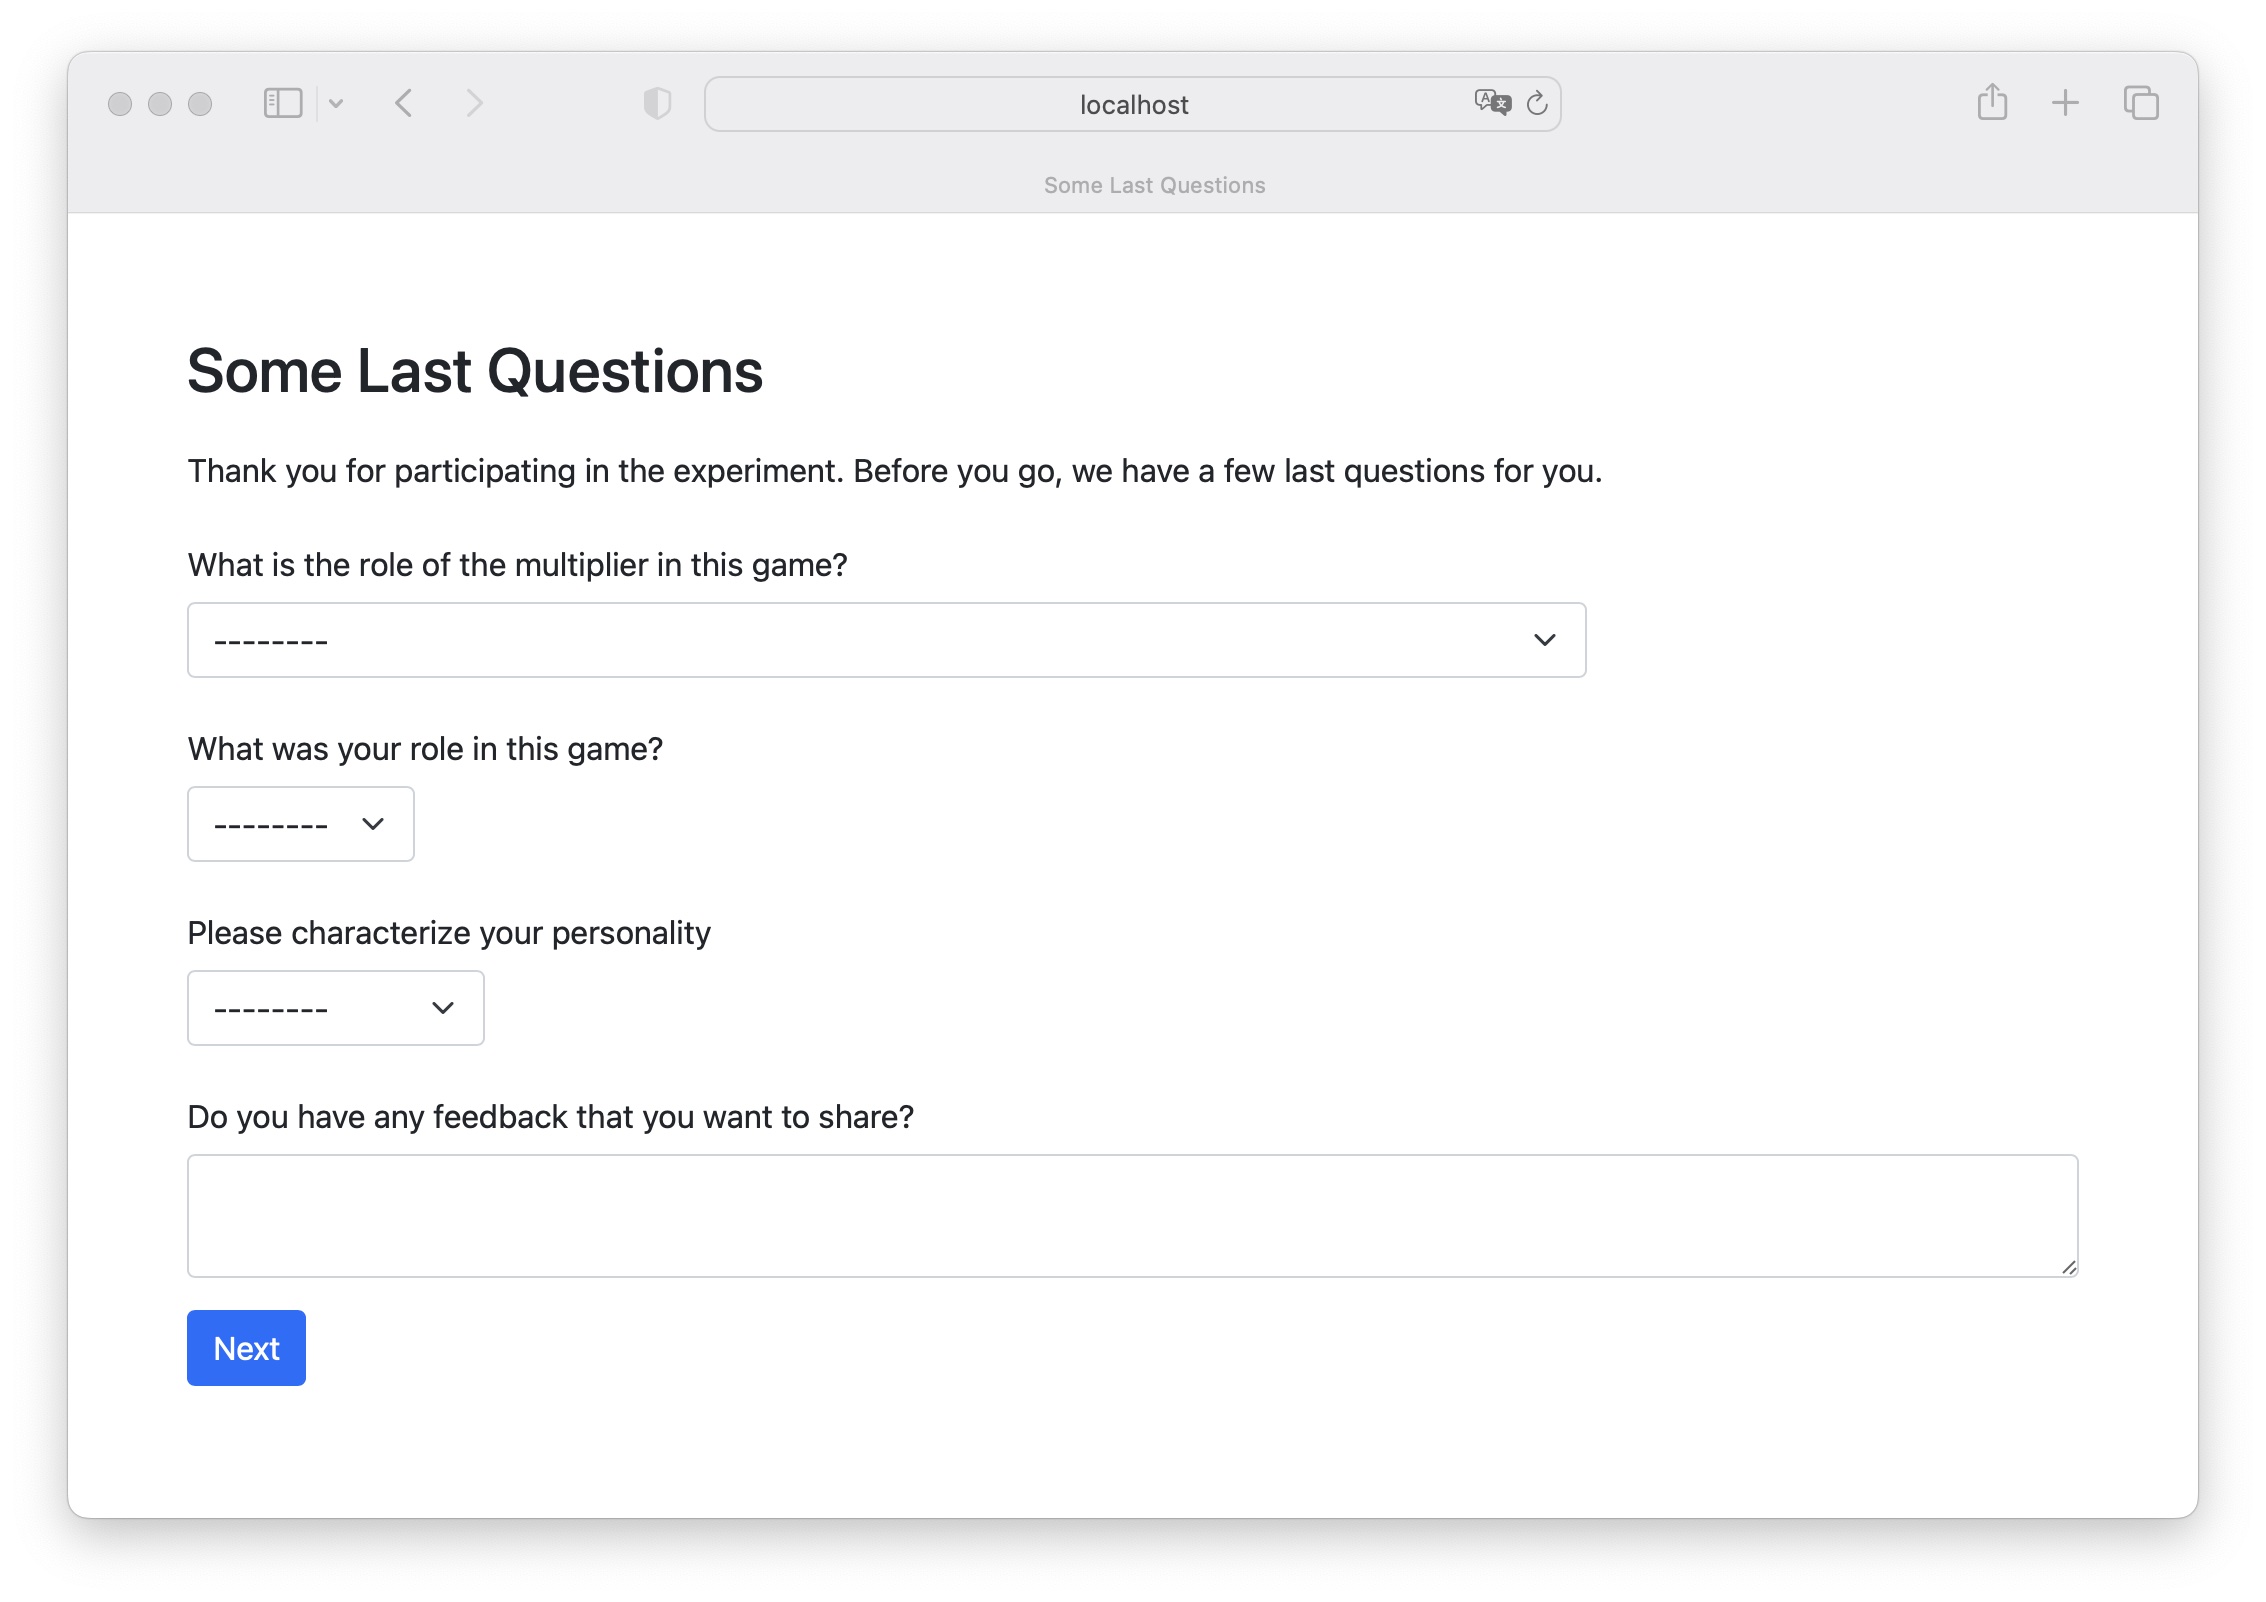 localhost
Some Last Questions
Some Last Questions
Thank you for participating in the experiment. Before you go, we have a few last questions for you.
What is the role of the multiplier in this game?
--------
What was your role in this game?
--------
Please characterize your personality
--------
Do you have any feedback that you want to share?
Next